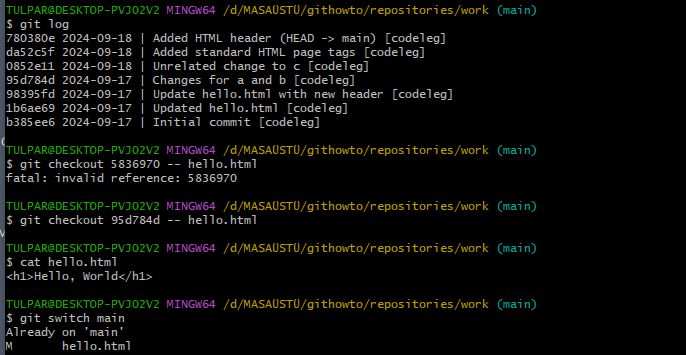 TULPAR@DESKTOP-PVJO2V2 MINGW64 /d/MASAÜSTÜ/githowto/repositories/work (main)
$ git log
780380e 2024-09-18 | Added HTML header (HEAD -> main) [codeleg]
da52c5f 2024-09-18 | Added standard HTML page tags [codeleg]
0852e11 2024-09-18 | Unrelated change to c [codeleg]
95d784d 2024-09-17 | Changes for a and b [codeleg]
98395fd 2024-09-17 | Update hello.html with new header [codeleg]
1b6ae69 2024-09-17 | Updated hello.html [codeleg]
b385ee6 2024-09-17 | Initial commit [codeleg]
TULPAR@DESKTOP-PVJO2V2 MINGW64 /d/MASAÜSTÜ/githowto/repositories/work (main)
$ git checkout 5836970 -- hello.html
fatal: invalid reference: 5836970
TULPAR@DESKTOP-PVJO2V2 MINGW64 /d/MASAÜSTÜ/githowto/repositories/work (main)
$ git checkout 95d784d -- hello.html
TULPAR@DESKTOP-PVJO2V2 MINGW64 /d/MASAÜSTÜ/githowto/repositories/work (main)
$ cat hello.html
<h1>Hello, World</h1>
TULPAR@DESKTOP-PVJO2V2 MINGW64 /d/MASAÜSTÜ/githowto/repositories/work (main)
$ git switch main
Already on 'main'
M       hello.html